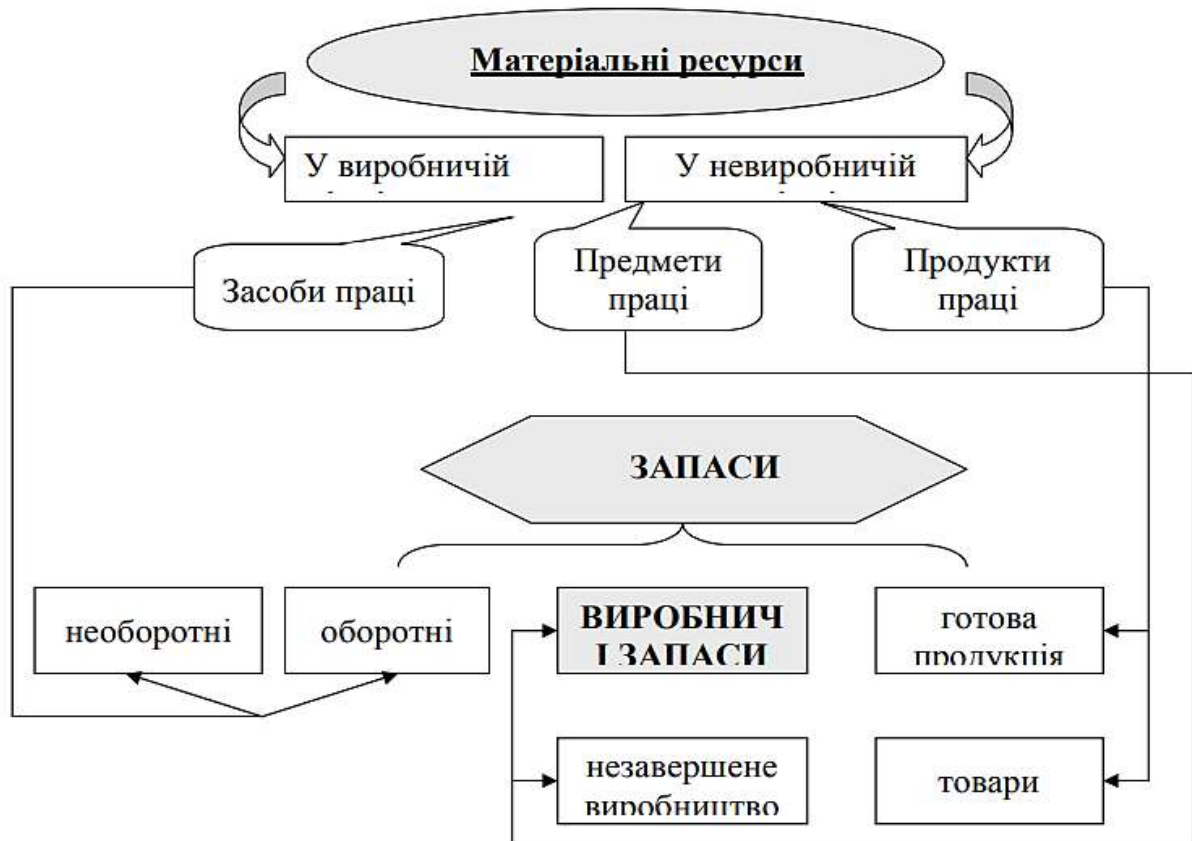 Матеріальні ресурси
У виробничій
У невиробничій
Засоби праці
Предмети
праці
Продукти
праці
ЗАПАСИ
необоротні
оборотні
ВИРОБНИЧ
І ЗАПАСИ
готова
продукція
незавершене
виробництво
товари